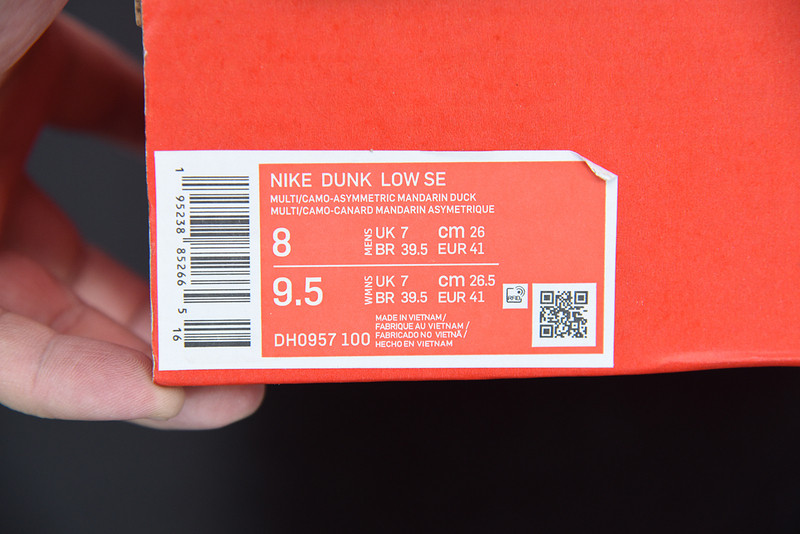 1 95238 85266 5 16
NIKE DUNK LOW SE
MULTI/CAMO-ASYMMETRIC MANDARIN DUCK
MULTI/CAMO-CANARD MANDARIN ASYMETRIQUE
8 MENS UK 7 cm 26
BR 39.5 EUR 41
9.5 WMNS UK 7 cm 26.5
BR 39.5 EUR 41
MADE IN VIETNAM/
FABRIQUE AU VIETNAM/
FABRICADO NO VIETNÃ/
HECHO EN VIETNAM
DH0957 100
RFID